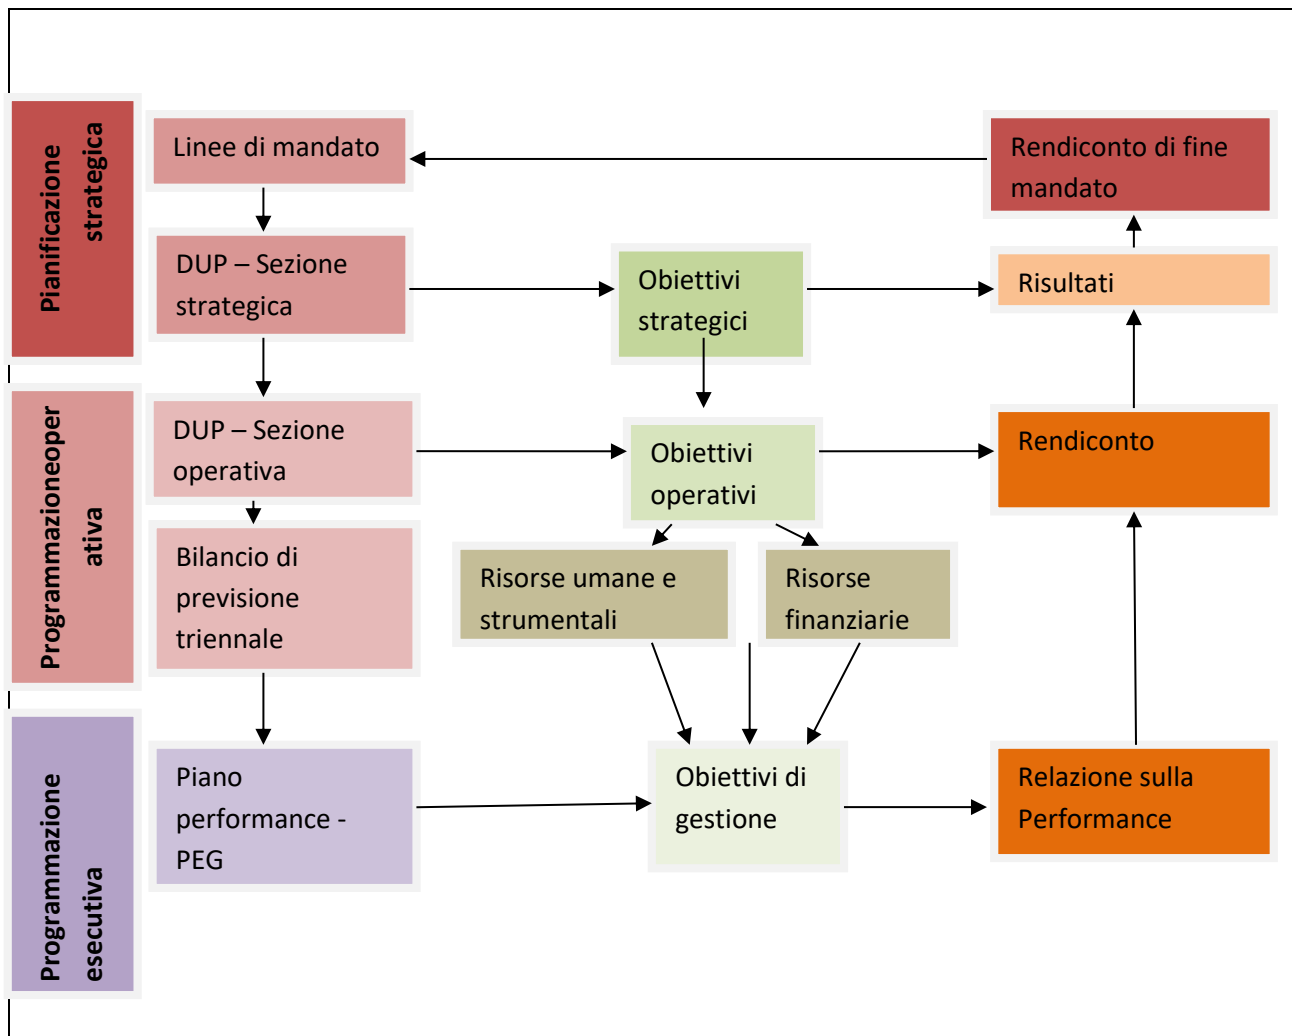 Pianificazione
strategica
Linee di mandato
Rendiconto di fine
mandato
DUP – Sezione
strategica
Obiettivi
strategici
Risultati
Programmazioneoper
ativa
DUP – Sezione
operativa
Obiettivi
operativi
Rendiconto
Bilancio di
previsione
triennale
Risorse umane e
strumentali
Risorse
finanziarie
Programmazione
esecutiva
Piano
performance -
PEG
Obiettivi di
gestione
Relazione sulla
Performance